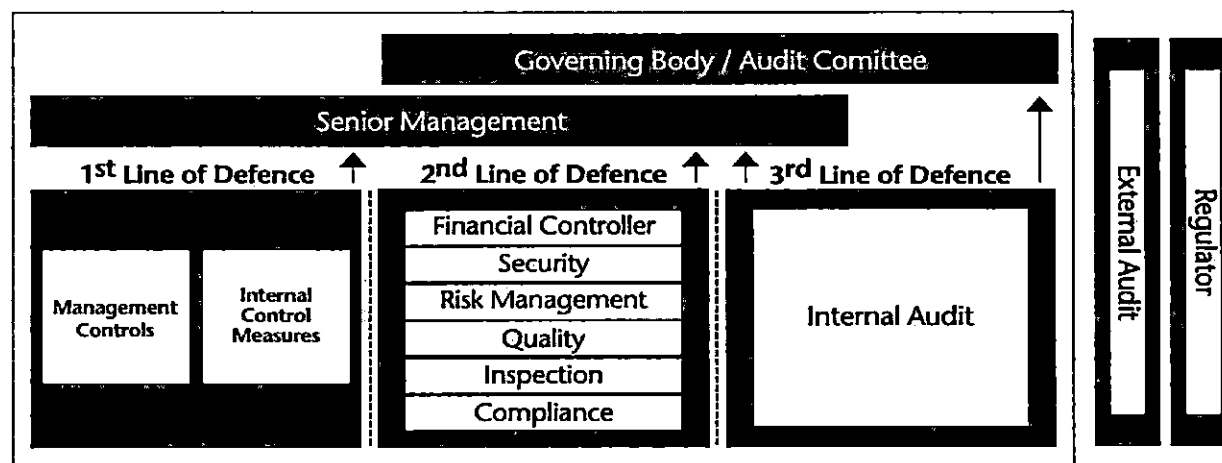 Governing Body / Audit Comittee
Senior Management
1st Line of Defence
2nd Line of Defence
3rd Line of Defence
Management
Controls
Internal
Control
Measures
Financial Controller
Security
Risk Management
Quality
Inspection
Compliance
Internal Audit
External Audit
Regulator